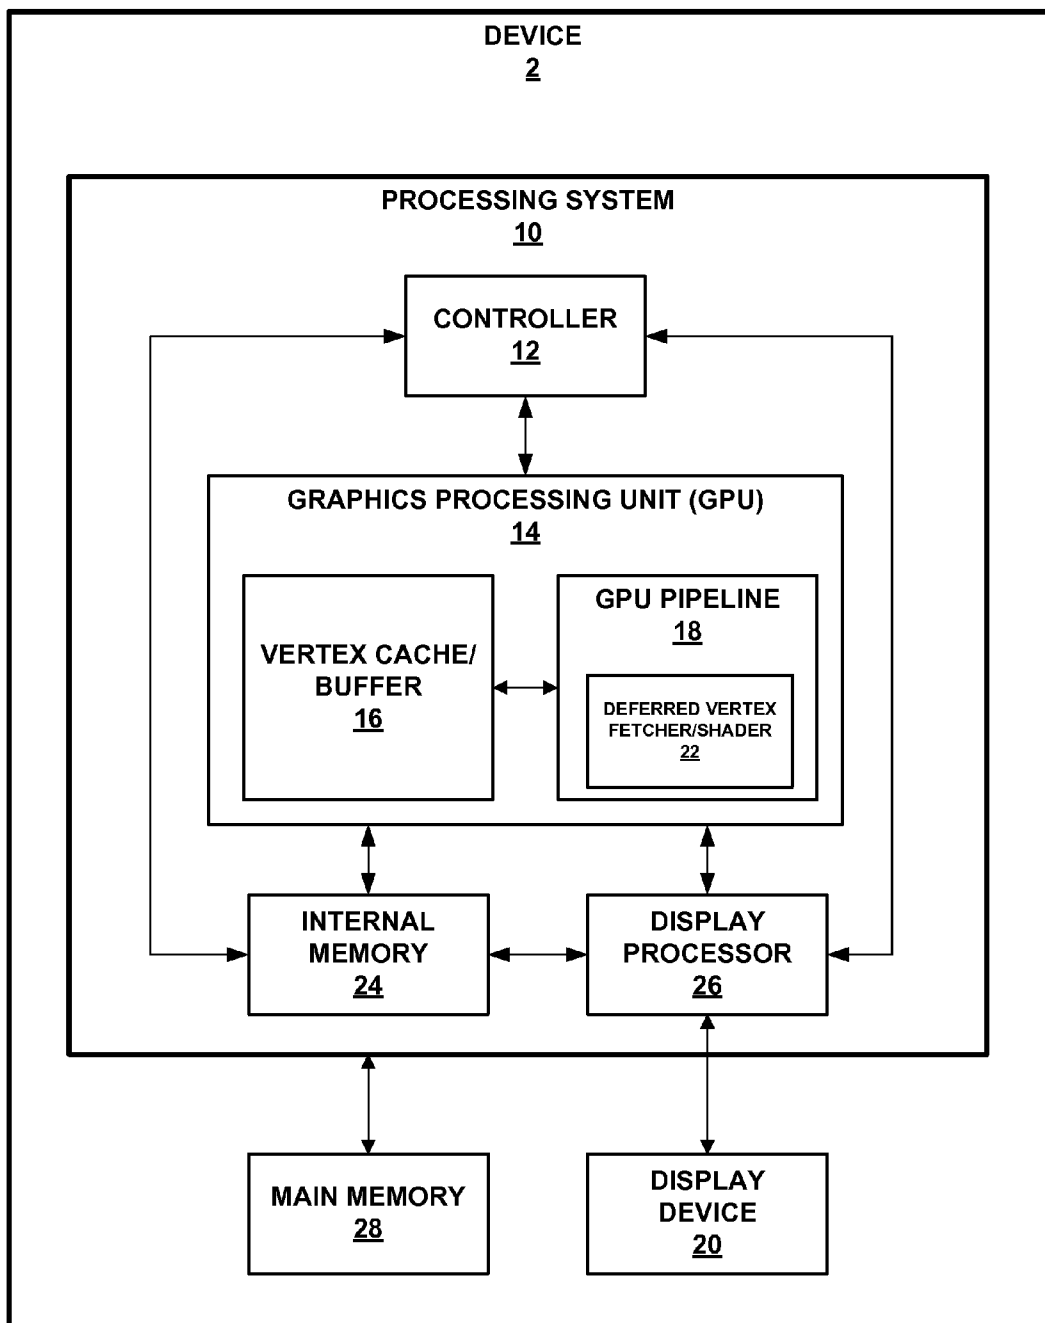 DEVICE
2
PROCESSING SYSTEM
10
CONTROLLER
12
GRAPHICS PROCESSING UNIT (GPU)
14
VERTEX CACHE/
BUFFER
16
GPU PIPELINE
18
DEFERRED VERTEX
FETCHER/SHADER
22
INTERNAL
MEMORY
24
DISPLAY
PROCESSOR
26
MAIN MEMORY
28
DISPLAY
DEVICE
20